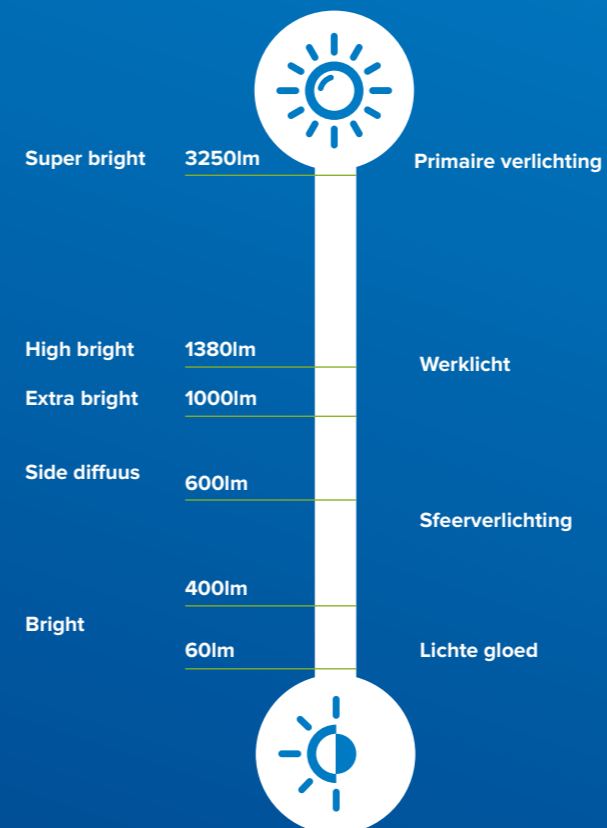 Super bright 3250lm Primaire verlichting
High bright 1380lm
Werklicht
Extra bright 1000lm
Side diffuus
600lm
Sfeerverlichting
400lm
Bright
60lm Lichte gloed